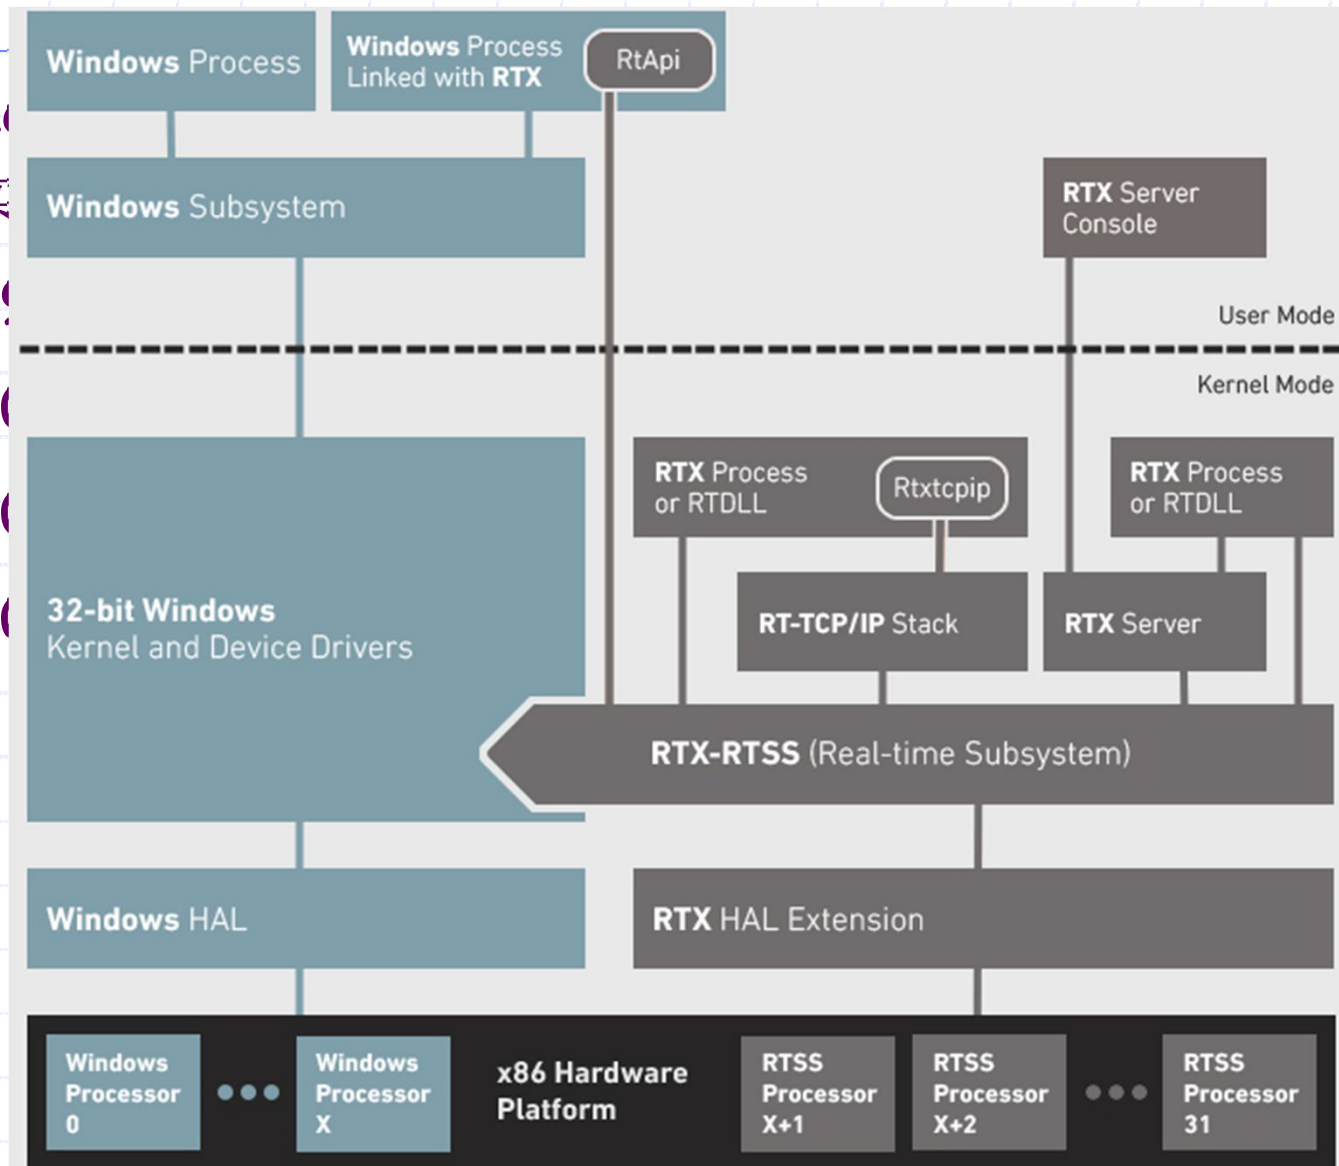 Windows Process
Windows Process
Linked with RTX
RtApi
Windows Subsystem
RTX Server
Console
User Mode
Kernel Mode
RTX Process
or RTDLL
Rtxtcpip
RTX Process
or RTDLL
32-bit Windows
Kernel and Device Drivers
RT-TCP/IP Stack
RTX Server
RTX-RTSS (Real-time Subsystem)
Windows HAL
RTX HAL Extension
Windows
Processor
0
Windows
Processor
X
x86 Hardware
Platform
RTSS
Processor
X+1
RTSS
Processor
X+2
RTSS
Processor
31